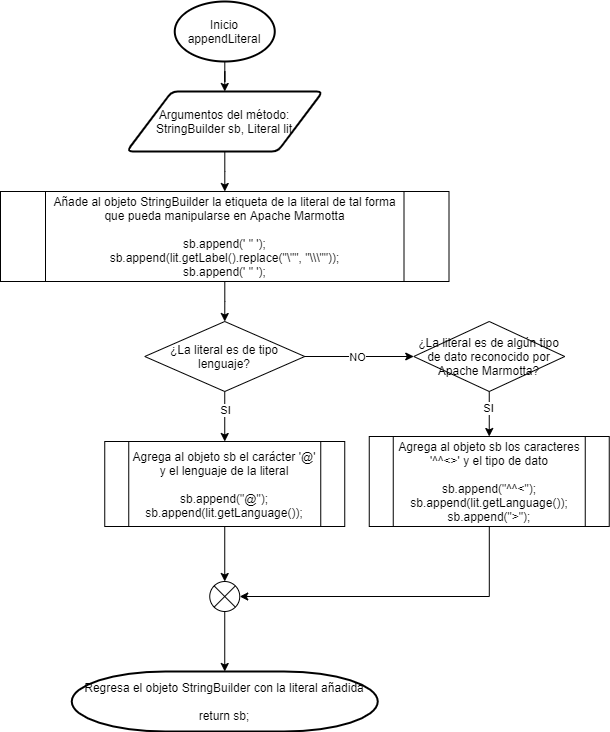 Inicio
appendLiteral
Argumentos del método:
StringBuilder sb, Literal lit
Añade al objeto StringBuilder la etiqueta de la literal de tal forma
que pueda manipularse en Apache Marmotta
sb.append(' " ');
sb.append(lit.getLabel().replace("\"", "\\\""));
sb.append(' " ');
¿La literal es de tipo
lenguaje?
NO
¿La literal es de algún tipo
de dato reconocido por
Apache Marmotta?
SI
SI
Agrega al objeto sb el carácter '@'
y el lenguaje de la literal
sb.append("@");
sb.append(lit.getLanguage());
Agrega al objeto sb los caracteres
'^^<>' y el tipo de dato
sb.append("^^<");
sb.append(lit.getLanguage());
sb.append(">");
Regresa el objeto StringBuilder con la literal añadida
return sb;